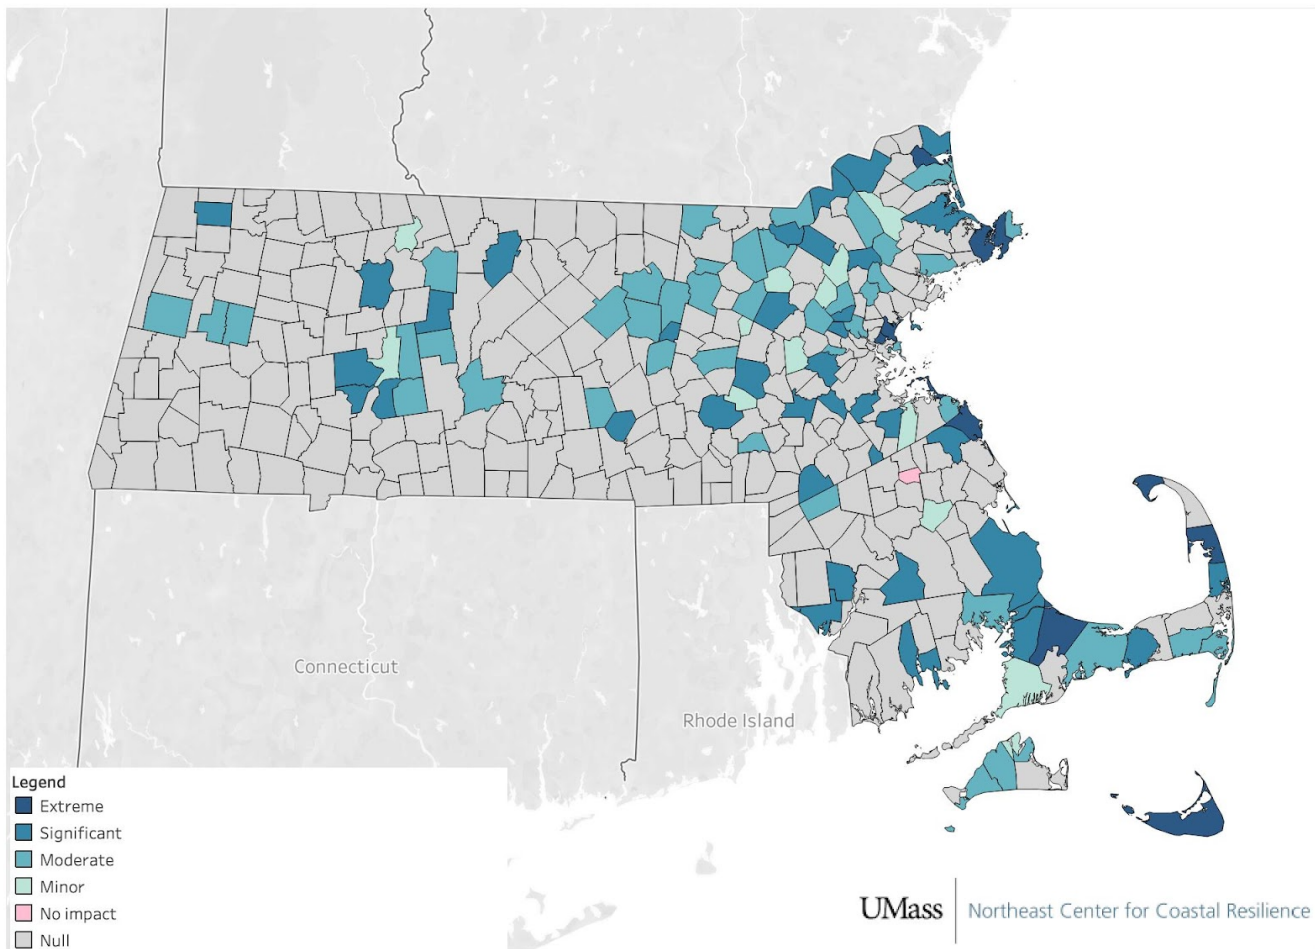 Connecticut
Rhode Island
Legend
Extreme
Significant
Moderate
Minor
No impact
Null
UMass
Northeast Center for Coastal Resilience